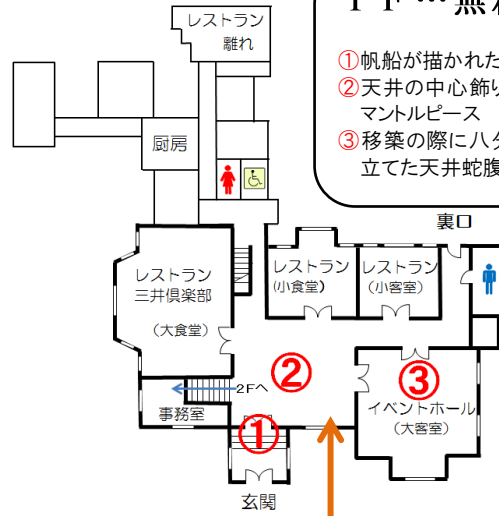 ①帆船が描かれた
②天井の中心飾り
マントルピース
③移築の際に八
立てた天井蛇腹
レストラン
離れ
厨房
裏口
レストラン
三井倶楽部
(大食堂)
レストラン
(小食堂)
レストラン
(小客室)
②
③
2Fへ
事務室
①
イベントホール
(大客室)
玄関